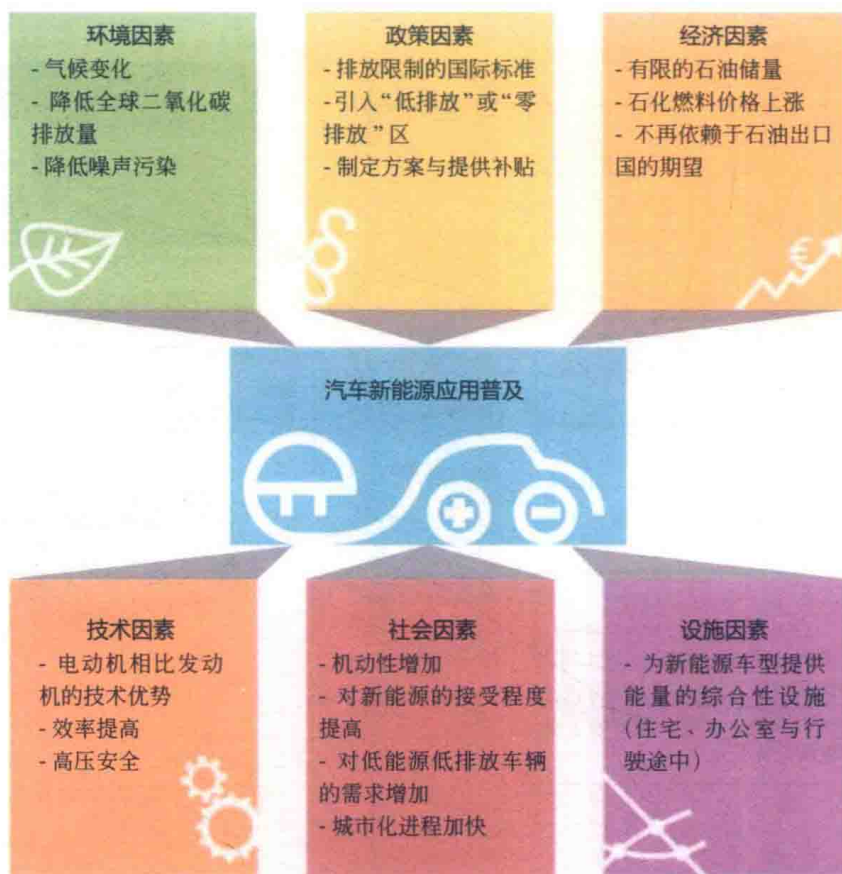 环境因素
- 气候变化
- 降低全球二氧化碳
排放量
- 降低噪声污染
政策因素
- 排放限制的国际标准
- 引入“低排放”或“零
排放”区
- 制定方案与提供补贴
经济因素
- 有限的石油储量
- 石化燃料价格上涨
- 不再依赖于石油出口
国的期望
汽车新能源应用普及
技术因素
- 电动机相比发动
机的技术优势
- 效率提高
- 高压安全
社会因素
- 机动性增加
- 对新能源的接受程度
提高
- 对低能源低排放车辆
的需求增加
- 城市化进程加快
设施因素
- 为新能源车型提供
能量的综合性设施
(住宅、办公室与行
驶途中)